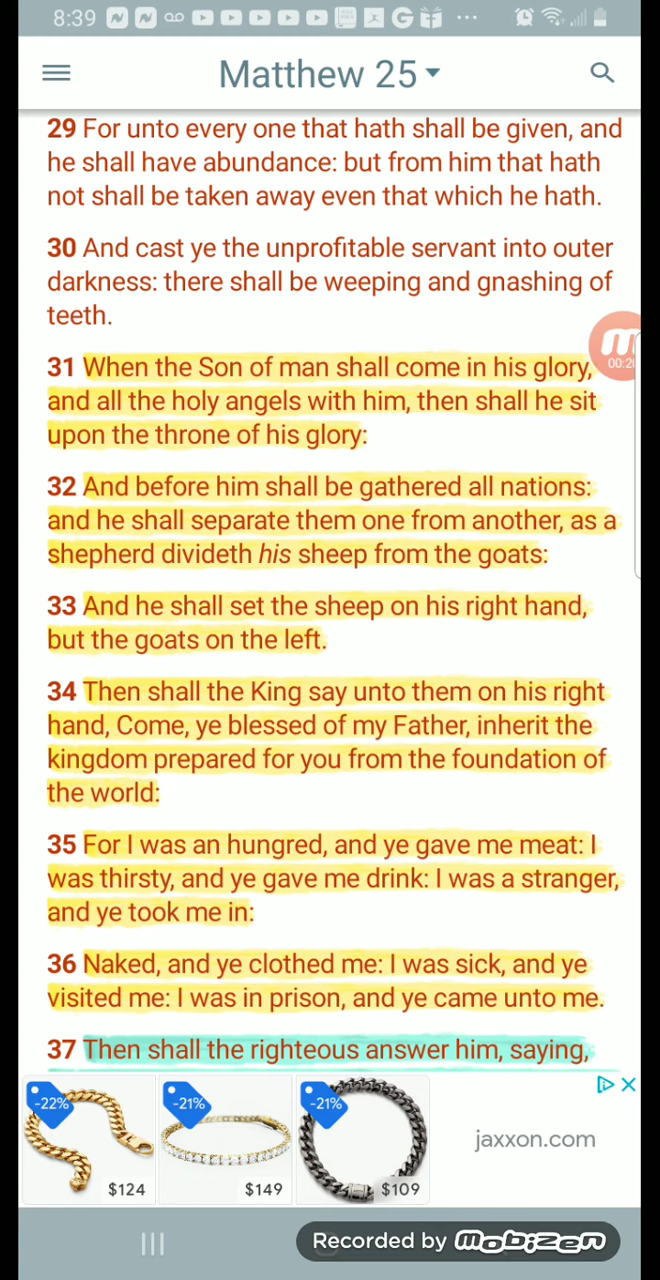 8:39
Matthew 25
29 For unto every one that hath shall be given, and
he shall have abundance: but from him that hath
not shall be taken away even that which he hath.
30 And cast ye the unprofitable servant into outer
darkness: there shall be weeping and gnashing of
teeth.
31 When the Son of man shall come in his glory,
and all the holy angels with him, then shall he sit
upon the throne of his glory:
32 And before him shall be gathered all nations:
and he shall separate them one from another, as a
shepherd divideth his sheep from the goats:
33 And he shall set the sheep on his right hand,
but the goats on the left.
34 Then shall the King say unto them on his right
hand, Come, ye blessed of my Father, inherit the
kingdom prepared for you from the foundation of
the world:
35 For I was an hungred, and ye gave me meat: I
was thirsty, and ye gave me drink: I was a stranger,
and ye took me in:
36 Naked, and ye clothed me: I was sick, and ye
visited me: I was in prison, and ye came unto me.
37 Then shall the righteous answer him, saying,
-22%
-21%
-21%
$124
$149
$109
jaxxon.com
Recorded by mobizen